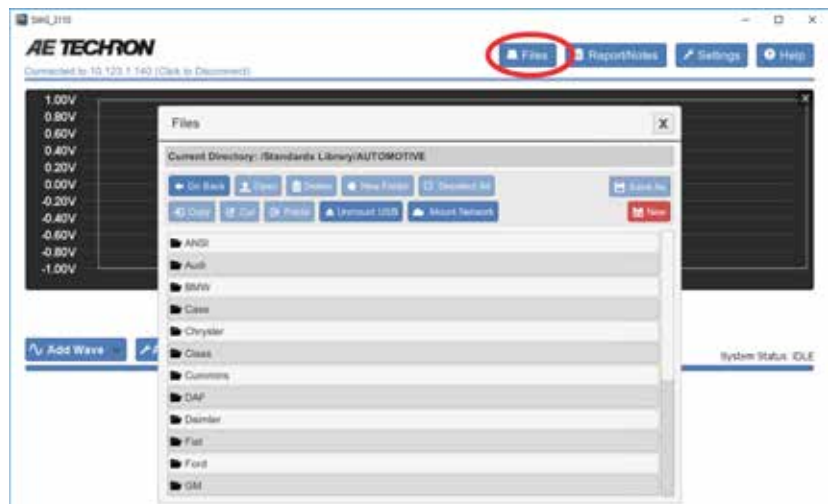 SWG_3110
AE TECHRON
Files
Report/Notes
Settings
Help
Connected to 10.123.1.140 (Click to Disconnect)
1.00V
0.80V
0.60V
0.40V
0.20V
0.00V
-0.20V
-0.40V
-0.60V
-0.80V
-1.00V
X
Files
X
Current Directory: /Standards Library/AUTOMOTIVE
Go Back Open Delete New Folder Deselect All Save As
Copy Cut Paste Unmount USB Mount Network New
ANSI
Audi
BMW
Case
Chrysler
Claas
Cummins
DAF
Daimler
Fiat
Ford
GM
Add Wave
System Status: IDLE